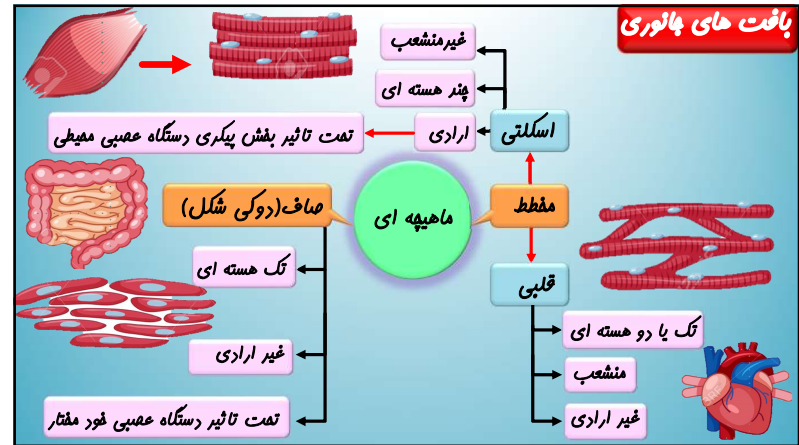 بافت های جانوری
غیرمنشعب
چند هسته ای
اسکلتی
ارادی
تحت تاثیر بخش پیکری دستگاه عصبی محیطی
ماهیچه ای
مخطط
صاف(دوکی شکل)
قلبی
تک هسته ای
غیر ارادی
تحت تاثیر دستگاه عصبی خود مختار
تک یا دو هسته ای
منشعب
غیر ارادی